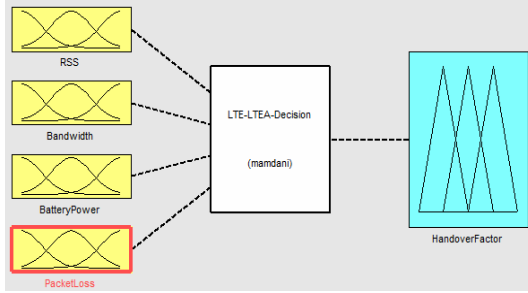 RSS
Bandwidth
BatteryPower
PacketLoss
LTE-LTEA-Decision
(mamdani)
HandoverFactor